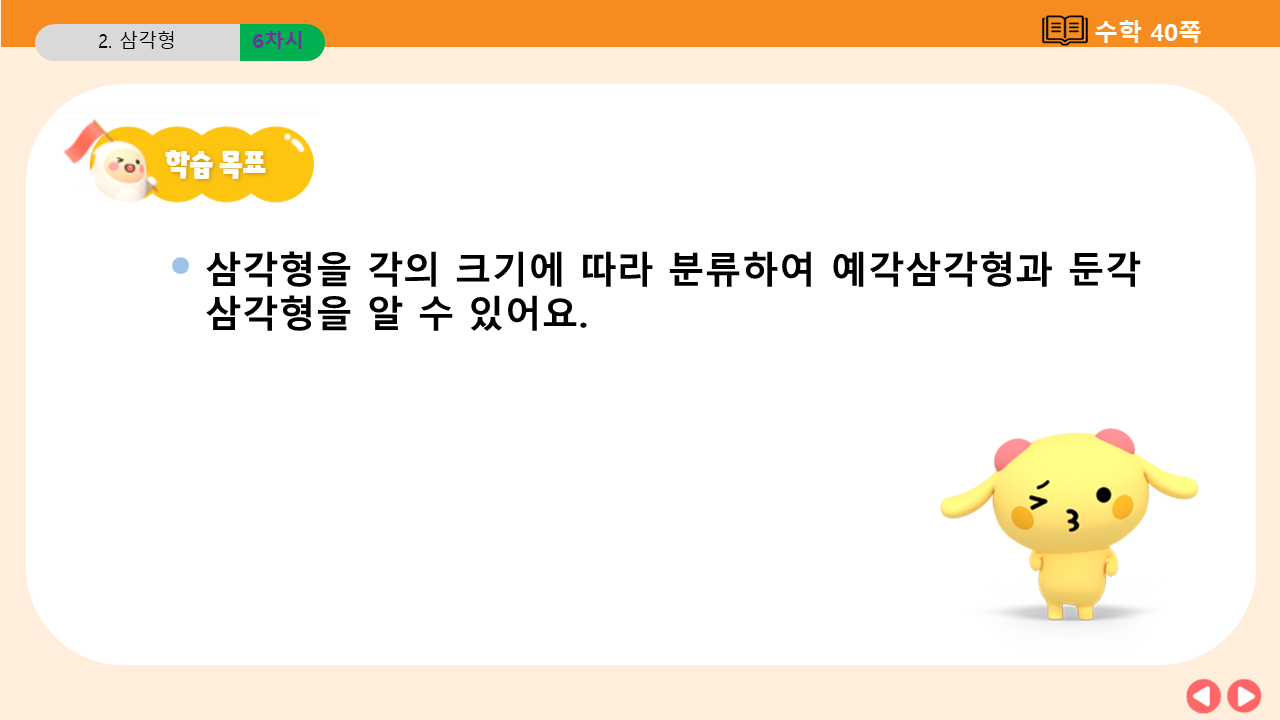 2. 삼각형
6차시
수학 40쪽
학습 목표
삼각형을 각의 크기에 따라 분류하여 예각삼각형과 둔각
삼각형을 알 수 있어요.